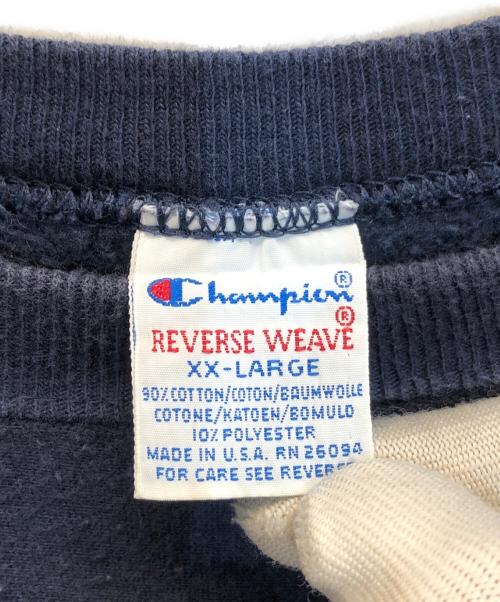 Champion®
REVERSE WEAVE®
XX-LARGE
90% COTTON/COTON/BAUMWOLLE
COTONE/KATOEN/BOMULD
10% POLYESTER
MADE IN U.S.A. RN 26094
FOR CARE SEE REVERSE